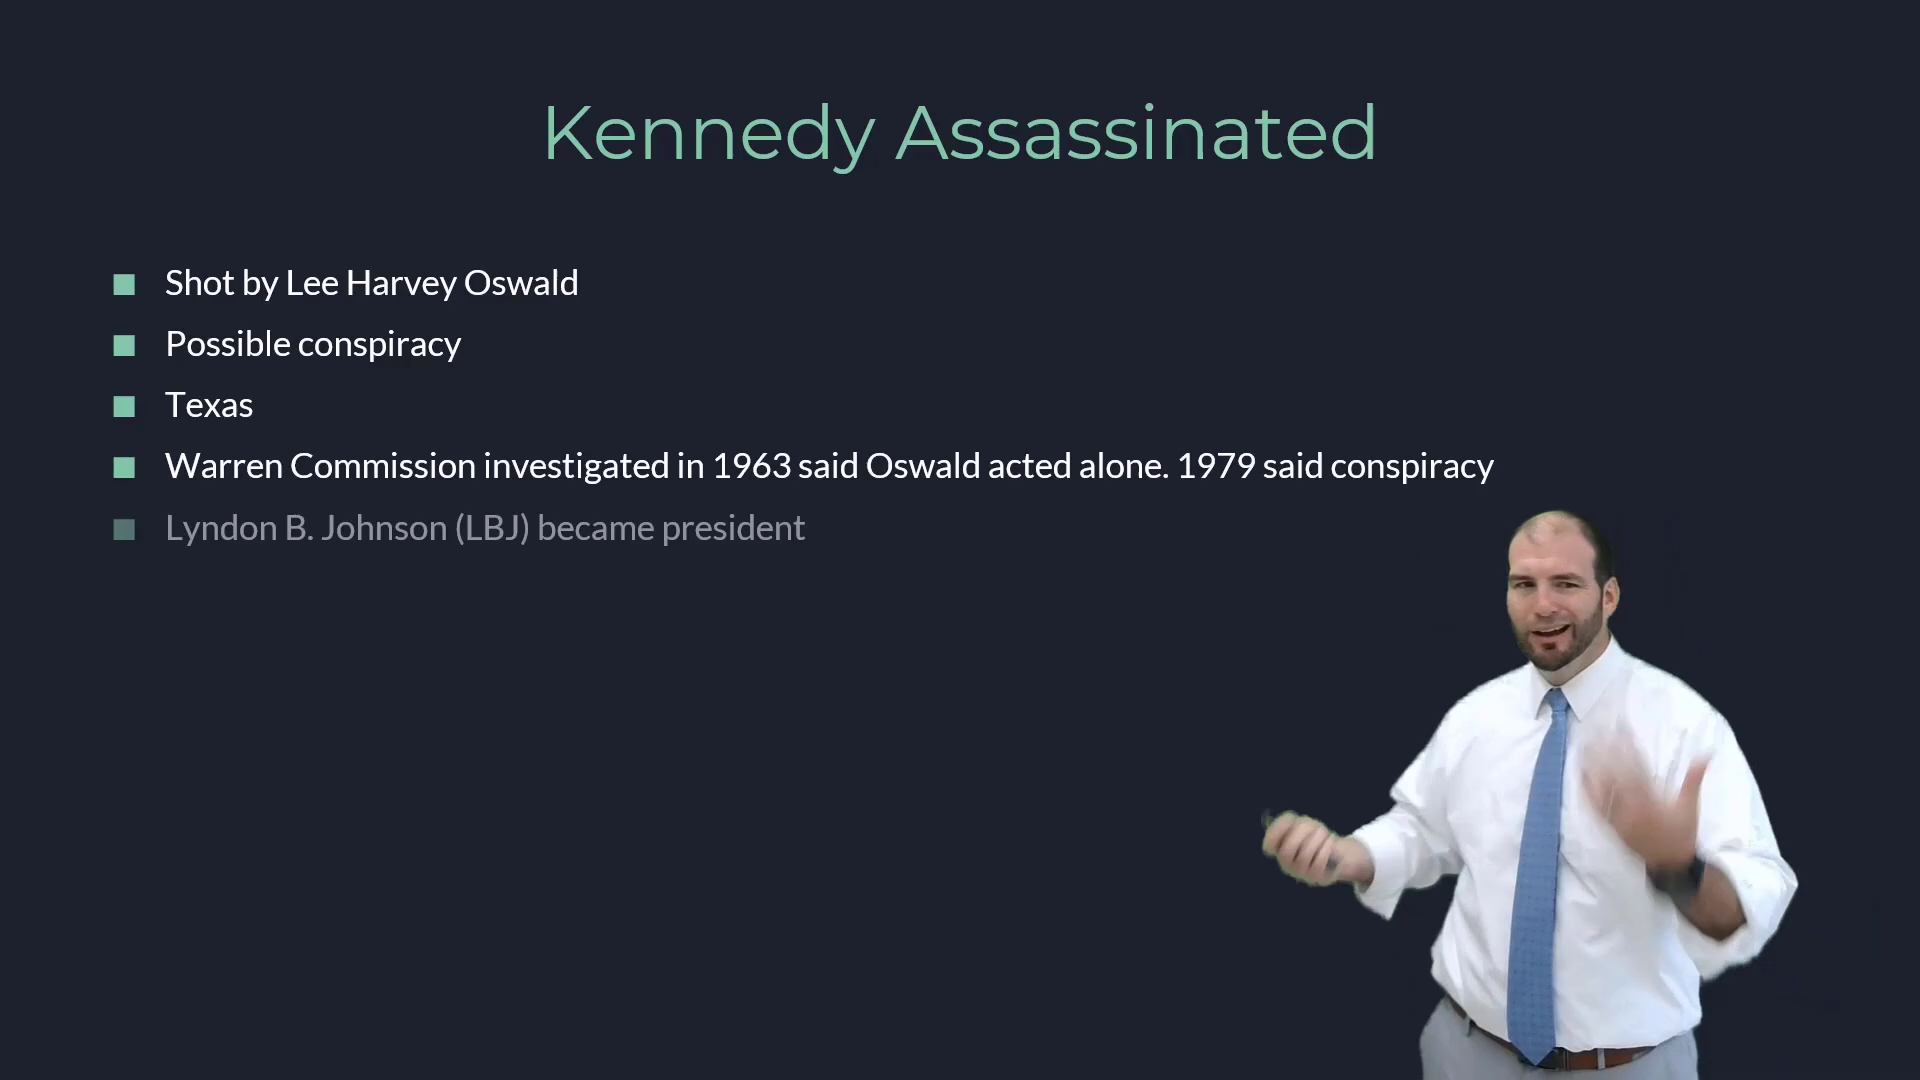 Kennedy Assassinated
Shot by Lee Harvey Oswald
Possible conspiracy
Texas
Warren Commission investigated in 1963 said Oswald acted alone. 1979 said conspiracy
Lyndon B. Johnson (LBJ) became president